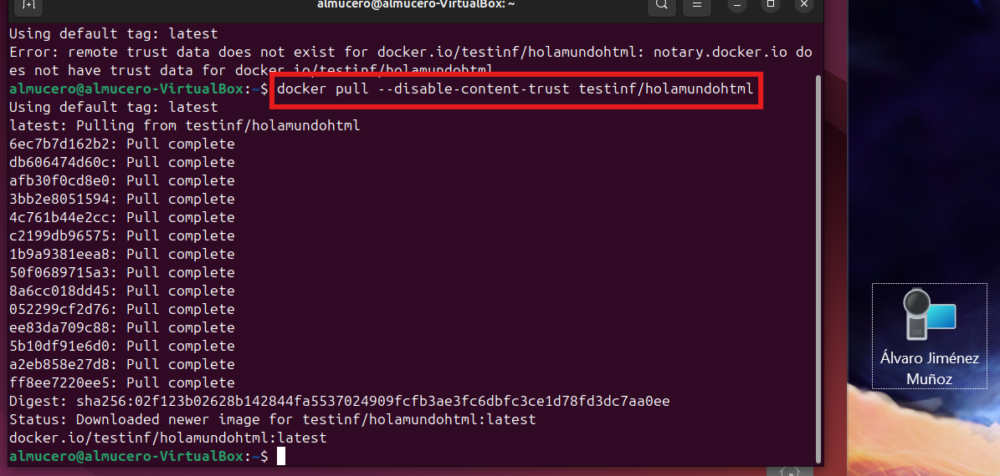 almucero@almucero-VirtualBox: ~
Using default tag: latest
Error: remote trust data does not exist for docker.io/testinf/holamundohtml: notary.docker.io do
es not have trust data for docker.io/testinf/holamundohtml
almucero@almucero-VirtualBox:~$ docker pull --disable-content-trust testinf/holamundohtml
Using default tag: latest
latest: Pulling from testinf/holamundohtml
6ec7b7d162b2: Pull complete
db606474d60c: Pull complete
afb30f0cd8e0: Pull complete
3bb2e8051594: Pull complete
4c761b44e2cc: Pull complete
c2199db96575: Pull complete
1b9a9381eea8: Pull complete
50f0689715a3: Pull complete
8a6cc018dd45: Pull complete
052299cf2d76: Pull complete
ee83da709c88: Pull complete
5b10df91e6d0: Pull complete
a2eb858e27d8: Pull complete
ff8ee7220ee5: Pull complete
Digest: sha256:02f123b02628b142844fa5537024909fcfb3ae3fc6dbfc3ce1d78fd3dc7aa0ee
Status: Downloaded newer image for testinf/holamundohtml:latest
docker.io/testinf/holamundohtml:latest
almucero@almucero-VirtualBox:~$
Álvaro Jiménez
Muñoz